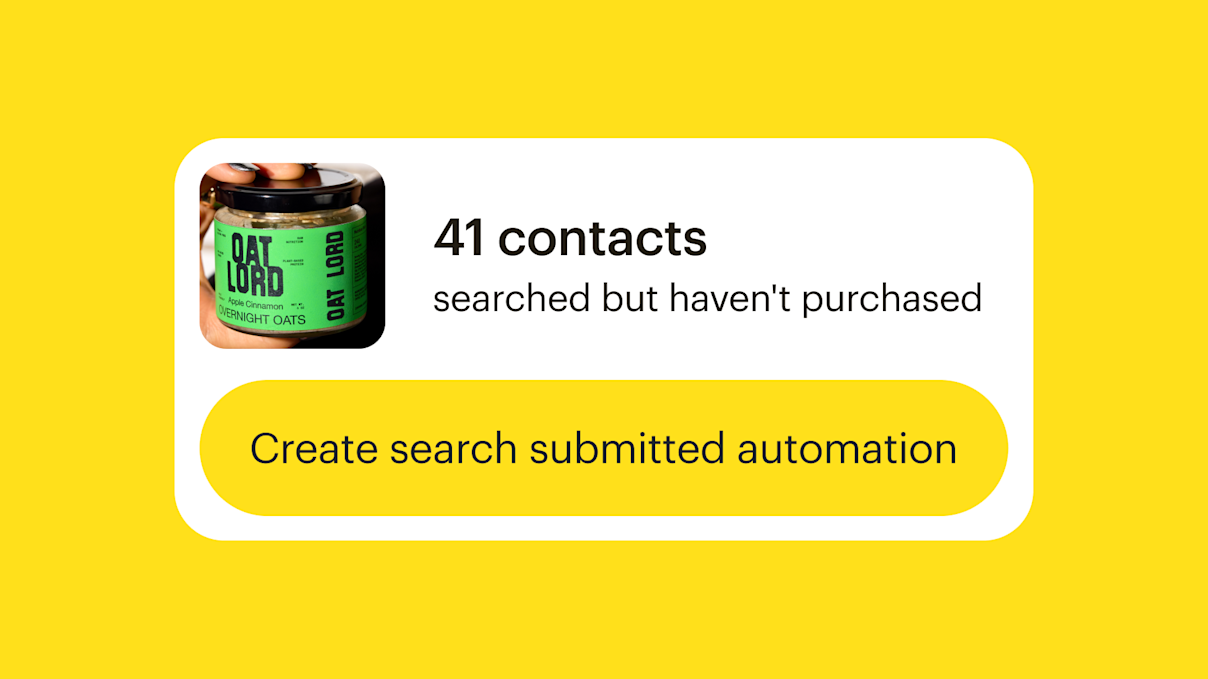 41 contacts
searched but haven't purchased
OAT
LORD
OAT LORD
Apple Cinnamon
OVERNIGHT OATS
Create search submitted automation